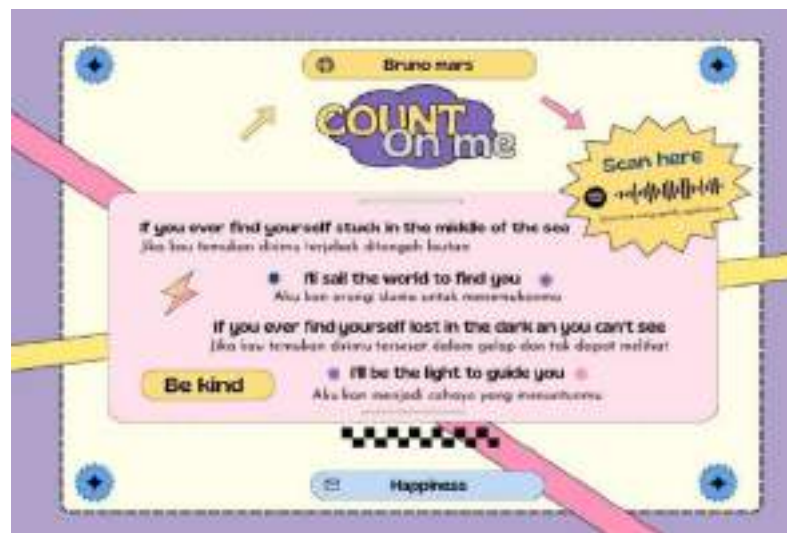 Bruno mars
COUNT
On me
Scan here
If you ever find yourself stuck in the middle of the sea
Jika kau temukan dirimu terjebak ditengah lautan
I'll sail the world to find you
Aku kan arungi dunia untuk menemukanmu
If you ever find yourself lost in the dark an you can't see
Jika kau temukan dirimu tersesat dalam gelap dan tak dapat melihat
I'll be the light to guide you
Aku kan menjadi cahaya yang menuntunmu
Be kind
Happiness